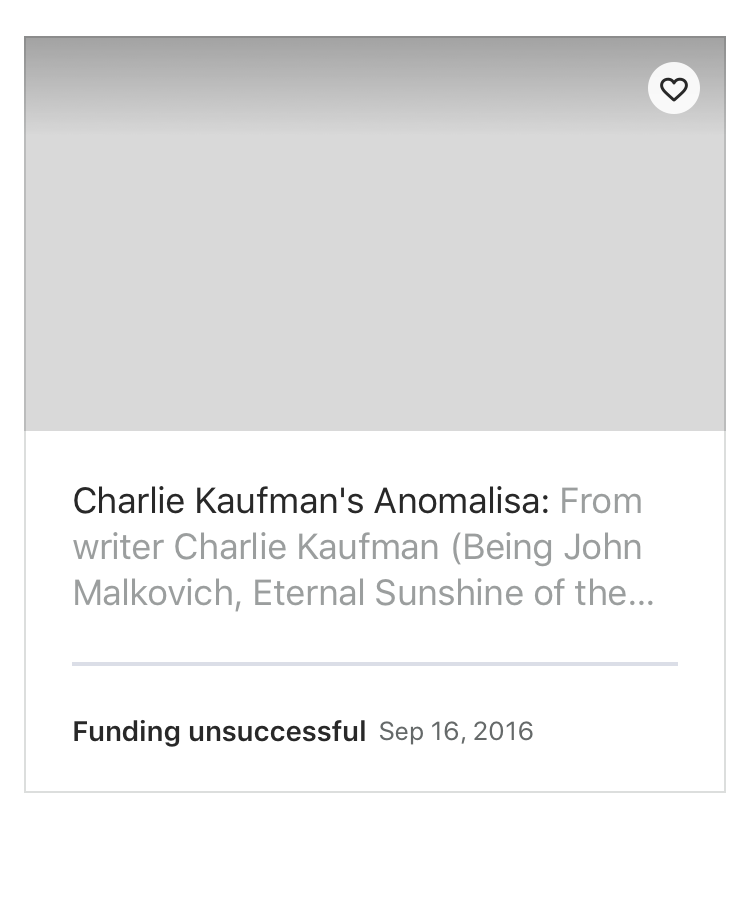 Charlie Kaufman's Anomalisa: From
writer Charlie Kaufman (Being John
Malkovich, Eternal Sunshine of the...
Funding unsuccessful Sep 16, 2016